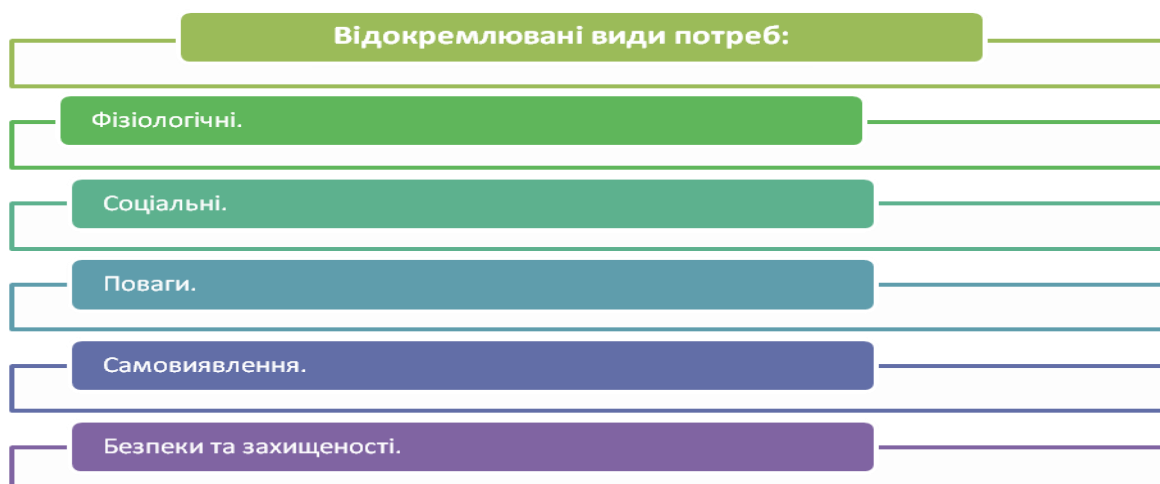 Відокремлювані види потреб:
Фізіологічні.
Соціальні.
Поваги.
Самовиявлення.
Безпеки та захищеності.